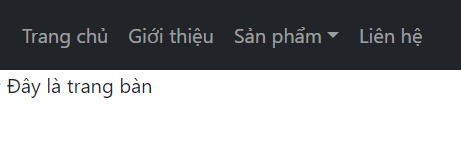 Trang chủ Giới thiệu Sản phẩm Liên hệ
Đây là trang bàn